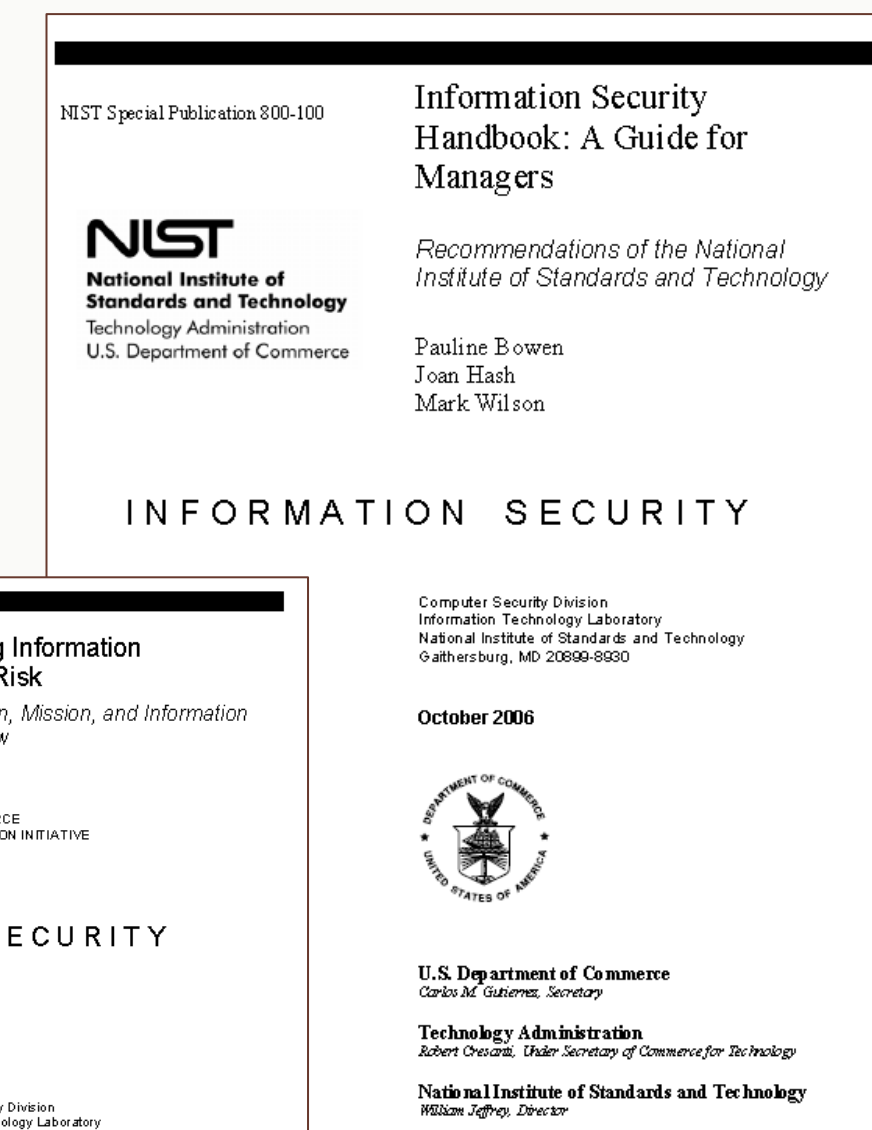 NIST Special Publication 800-100
Information Security
Handbook: A Guide for
Managers
NIST
National Institute of
Standards and Technology
Technology Administration
U.S. Department of Commerce
Recommendations of the National
Institute of Standards and Technology
Pauline Bowen
Joan Hash
Mark Wilson
INFORMATION SECURITY
Computer Security Division
Information Technology Laboratory
National Institute of Standards and Technology
Gaithersburg, MD 20899-8930
October 2006
DEPARTMENT OF COMMERCE
UNITED STATES OF AMERICA
U.S. Department of Commerce
Carlos M. Gutierrez, Secretary
Technology Administration
Robert Cresanti, Under Secretary of Commerce for Technology
National Institute of Standards and Technology
William Jeffrey, Director
g Information
Risk
n, Mission, and Information
w
RCE
ON INITIATIVE
ECURITY
y Division
nology Laboratory